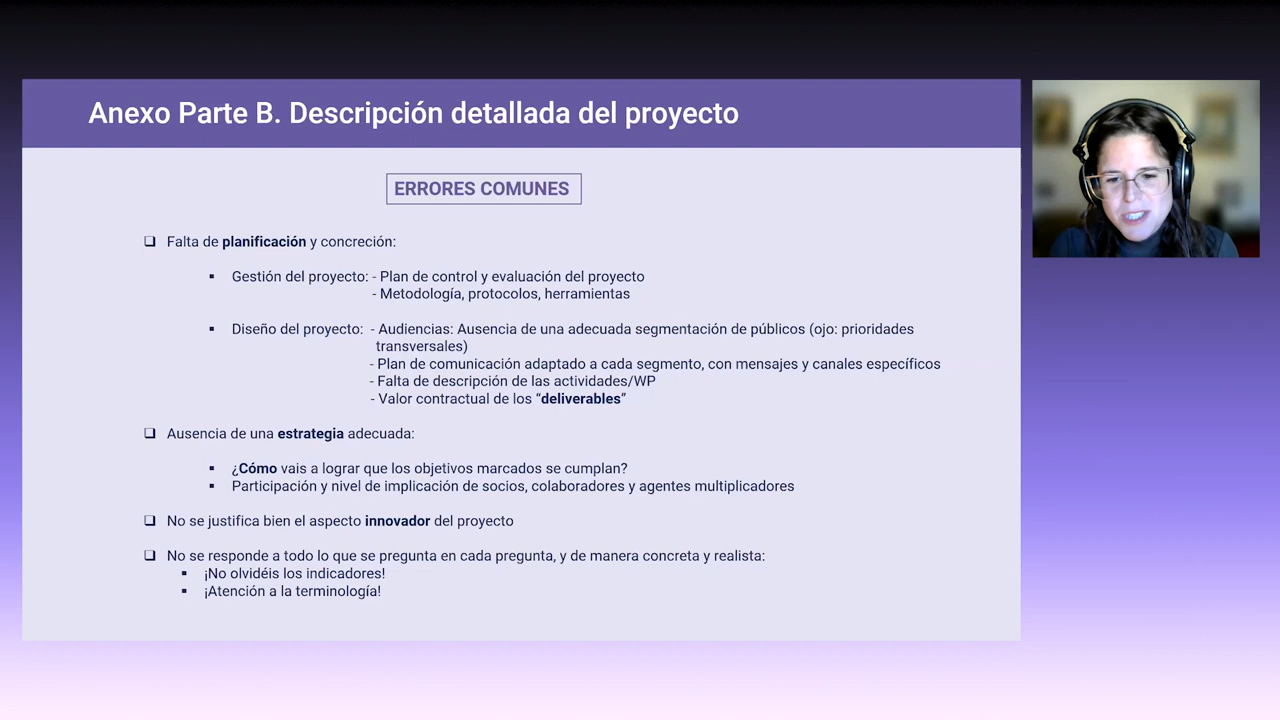 Anexo Parte B. Descripción detallada del proyecto
ERRORES COMUNES
❑ Falta de planificación y concreción:
▪ Gestión del proyecto: - Plan de control y evaluación del proyecto
- Metodología, protocolos, herramientas
▪ Diseño del proyecto: - Audiencias: Ausencia de una adecuada segmentación de públicos (ojo: prioridades
transversales)
- Plan de comunicación adaptado a cada segmento, con mensajes y canales específicos
- Falta de descripción de las actividades/WP
- Valor contractual de los “deliverables”
❑ Ausencia de una estrategia adecuada:
▪ ¿Cómo vais a lograr que los objetivos marcados se cumplan?
▪ Participación y nivel de implicación de socios, colaboradores y agentes multiplicadores
❑ No se justifica bien el aspecto innovador del proyecto
❑ No se responde a todo lo que se pregunta en cada pregunta, y de manera concreta y realista:
▪ ¡No olvidéis los indicadores!
▪ ¡Atención a la terminología!